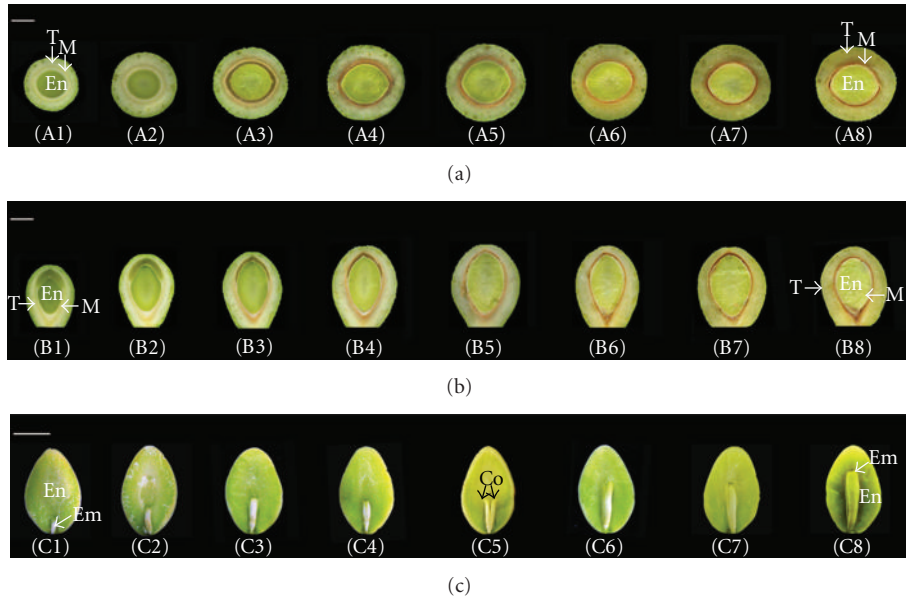 T
M
T
M
En
En
(A1) (A2) (A3) (A4) (A5) (A6) (A7) (A8)
(a)
En
T
M
T
En
M
(B1) (B2) (B3) (B4) (B5) (B6) (B7) (B8)
(b)
Co
Em
En
En
Em
(C1) (C2) (C3) (C4) (C5) (C6) (C7) (C8)
(c)